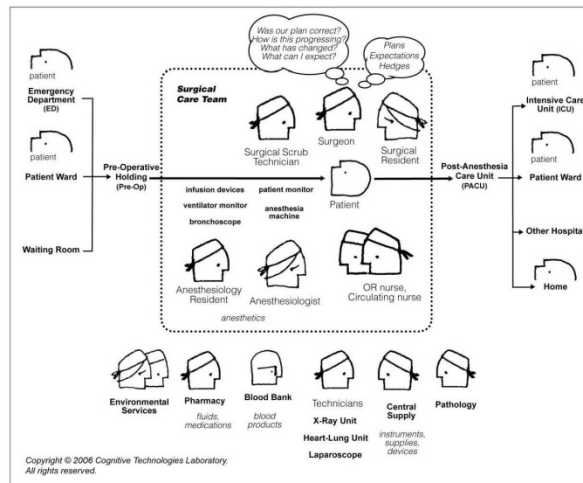 Was our plan correct?
How is this progressing?
What has changed?
What can I expect?
Plans
Expectations
Hedges
patient
Emergency
Department
(ED)
patient
Patient Ward
Waiting Room
Pre-Operative
Holding
(Pre-Op)
Surgical
Care Team
Surgical Scrub
Technician
Surgeon
Surgical
Resident
infusion devices
ventilator monitor
bronchoscope
patient monitor
anesthesia
machine
Patient
Anesthesiology
Resident
Anesthesiologist
anesthetics
OR nurse,
Circulating nurse
Post-Anesthesia
Care Unit
(PACU)
patient
Intensive Care
Unit (ICU)
patient
Patient Ward
Other Hospital
Home
Environmental
Services
Pharmacy
fluids,
medications
Blood Bank
blood
products
Technicians
X-Ray Unit
Heart-Lung Unit
Laparoscope
Central
Supply
instruments,
supplies,
devices
Pathology
Copyright © 2006 Cognitive Technologies Laboratory.
All rights reserved.